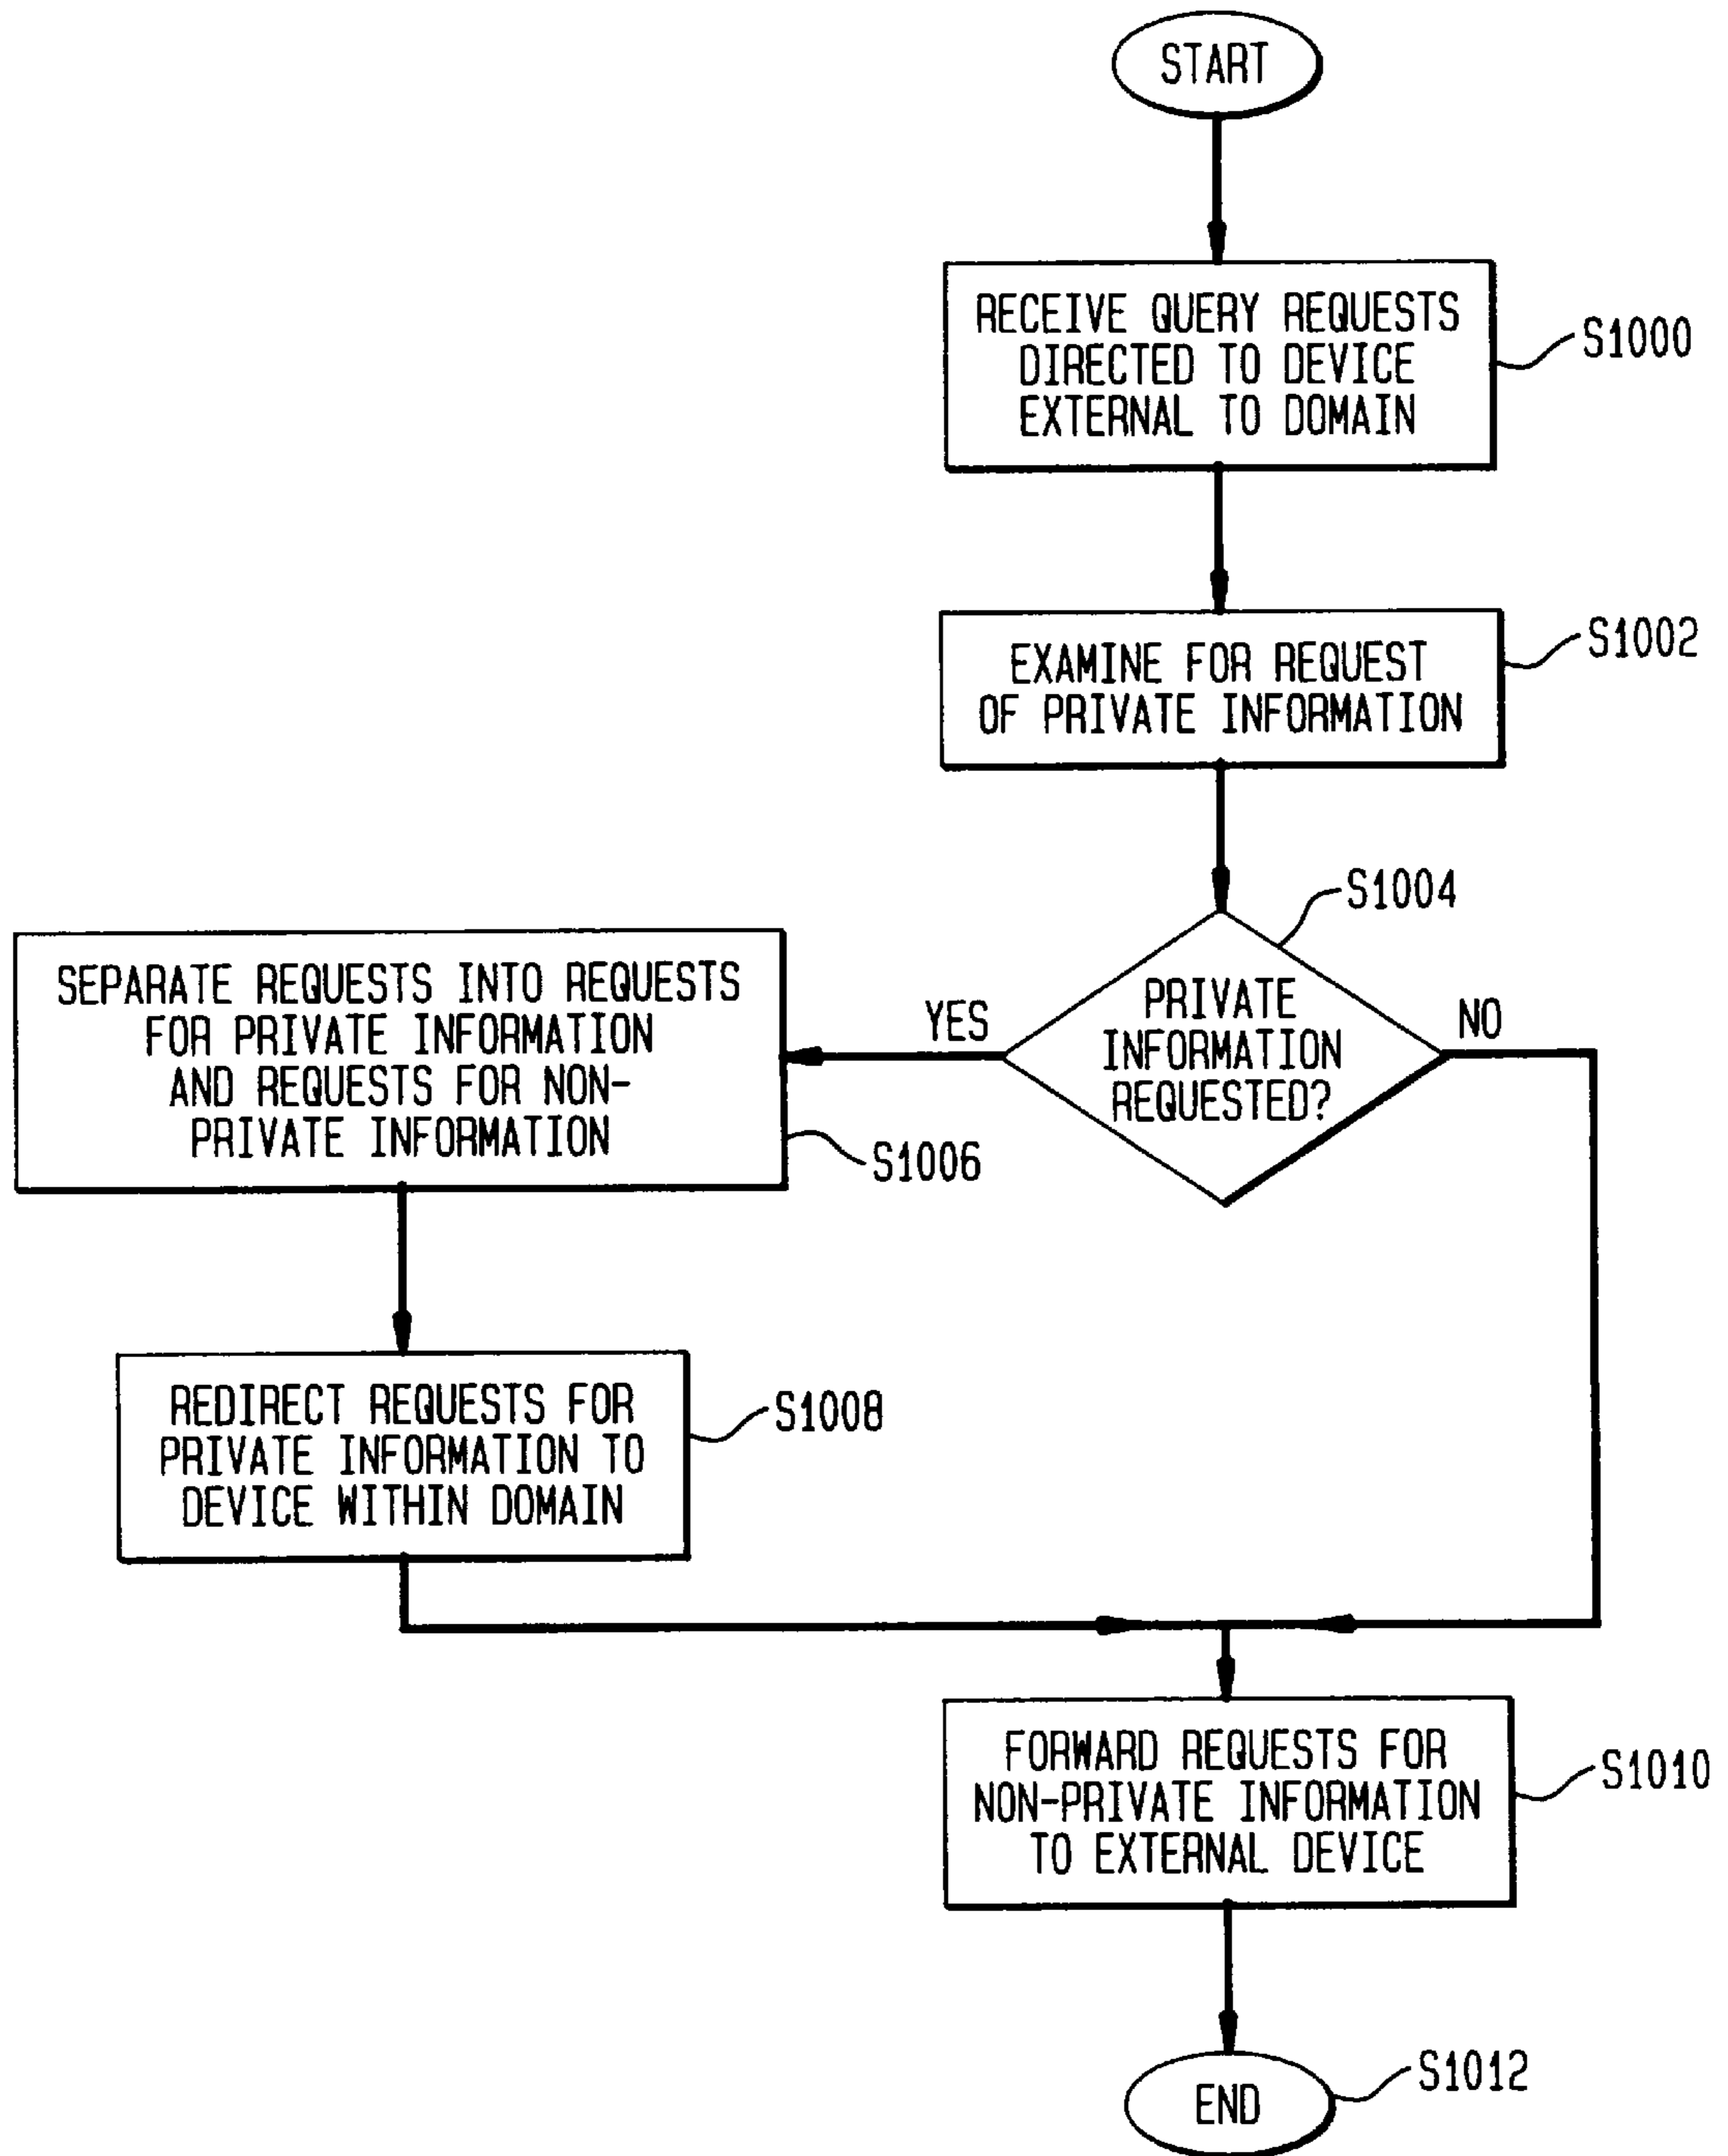 START
RECEIVE QUERY REQUESTS
DIRECTED TO DEVICE
EXTERNAL TO DOMAIN
S1000
EXAMINE FOR REQUEST
OF PRIVATE INFORMATION
S1002
S1004
PRIVATE
INFORMATION
REQUESTED?
YES
NO
SEPARATE REQUESTS INTO REQUESTS
FOR PRIVATE INFORMATION
AND REQUESTS FOR NON-
PRIVATE INFORMATION
S1006
REDIRECT REQUESTS FOR
PRIVATE INFORMATION TO
DEVICE WITHIN DOMAIN
S1008
FORWARD REQUESTS FOR
NON-PRIVATE INFORMATION
TO EXTERNAL DEVICE
S1010
END
S1012